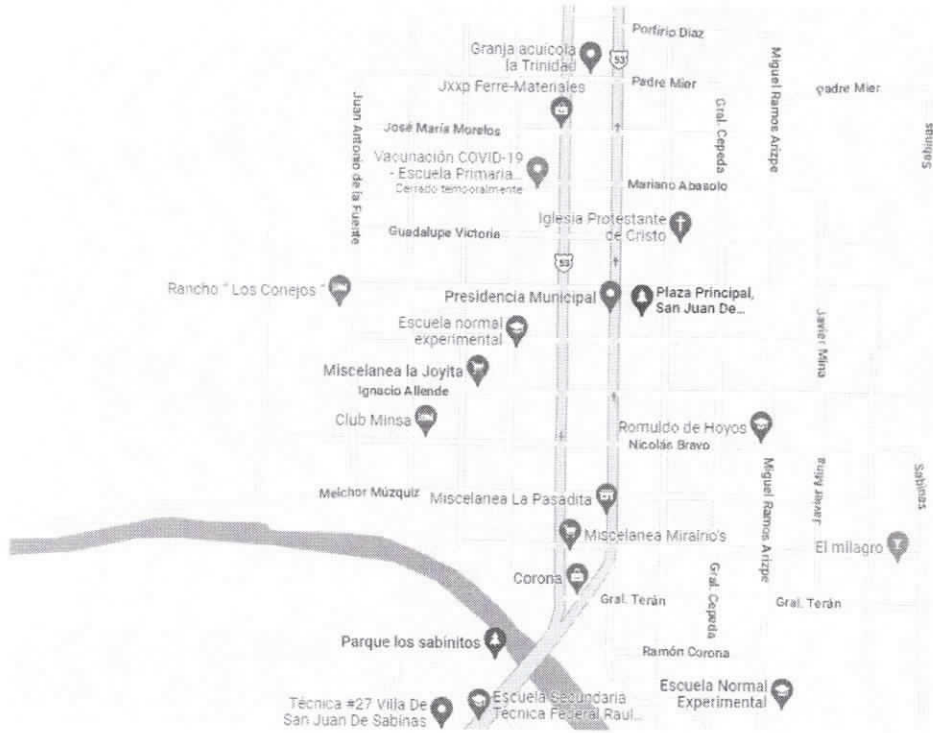 Porfirio Diaz
Granja acuícola
la Trinidad
53
Padre Mier
padre Mier
Jxxp Ferre-Materiales
Miguel Ramos Arizpe
Juan Antonio de la Fuente
Gral. Cepeda
Sabinas
José María Morelos
Vacunación COVID-19
- Escuela Primaria...
Cerrado temporalmente
Mariano Abasolo
Iglesia Protestante
de Cristo
Guadalupe Victoria
53
Rancho " Los Conejos "
Presidencia Municipal
Plaza Principal,
San Juan De...
Escuela normal
experimental
Javier Mina
Miscelanea la Joyita
Ignacio Allende
Club Minsa
Romuldo de Hoyos
Nicolás Bravo
Melchor Múzquiz
Miscelanea La Pasadita
Miguel Ramos Arizpe
Javier Mina
Sabinas
Miscelanea Miralrio's
El milagro
Corona
Gral. Terán
Gral. Cepeda
Gral. Terán
Parque los sabinitos
Ramón Corona
Técnica #27 Villa De
San Juan De Sabinas
Escuela Secundaria
Técnica Federal Raul...
Escuela Normal
Experimental